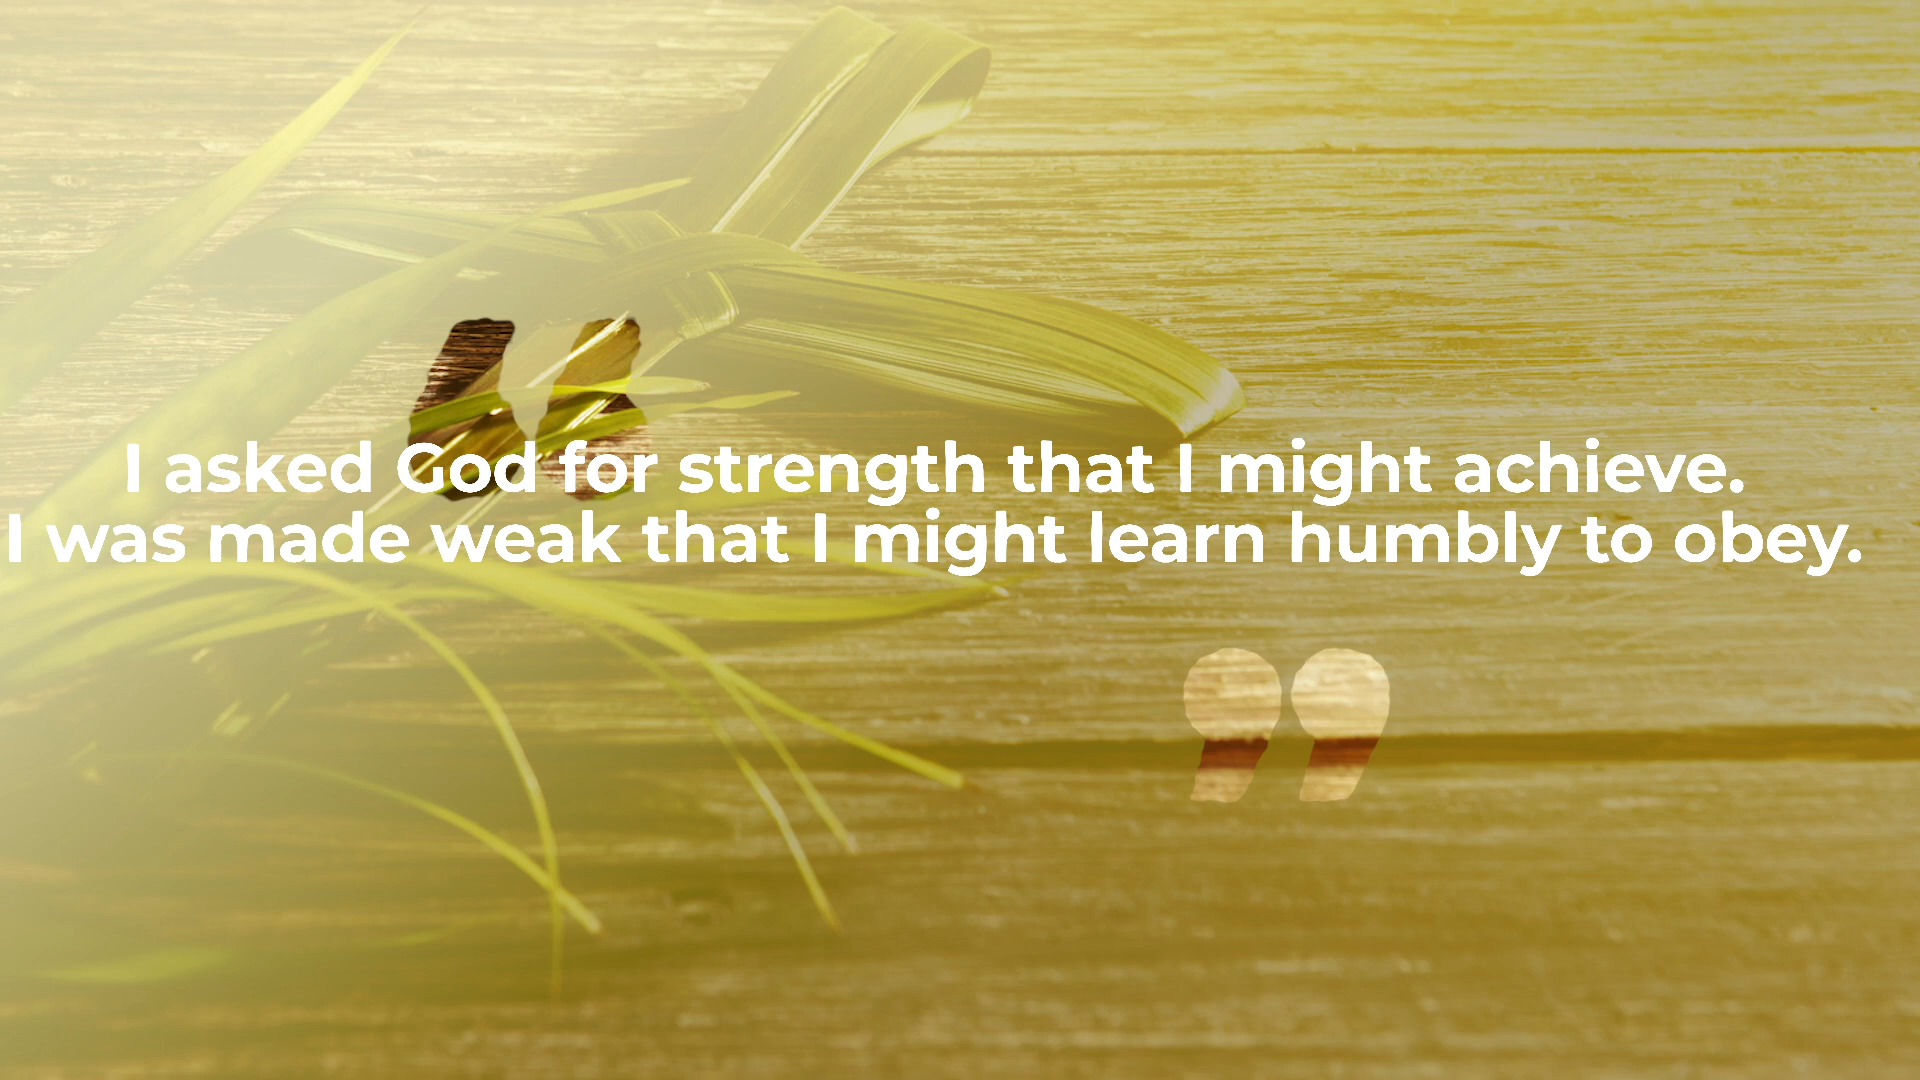 I asked God for strength that I might achieve.
I was made weak that I might learn humbly to obey.